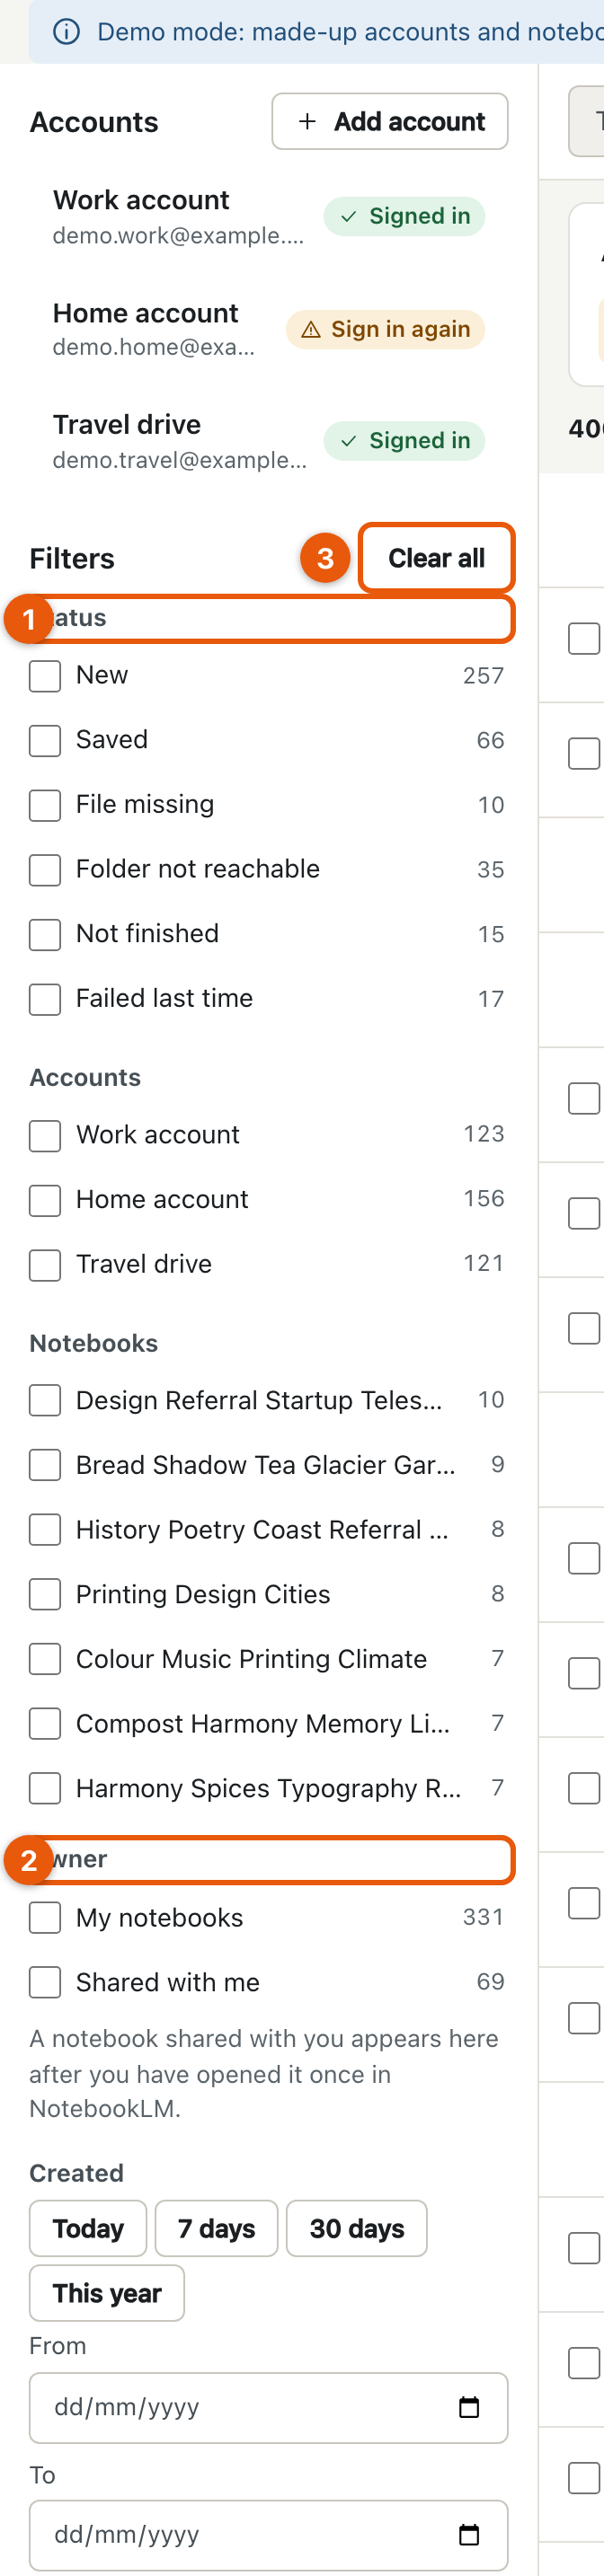 Demo mode: made-up accounts and notebo
Accounts
+ Add account
Work account
demo.work@example....
Signed in
Home account
demo.home@exa...
Sign in again
Travel drive
demo.travel@example...
Signed in
40
Filters
3
Clear all
1
atus
New 257
Saved 66
File missing 10
Folder not reachable 35
Not finished 15
Failed last time 17
Accounts
Work account 123
Home account 156
Travel drive 121
Notebooks
Design Referral Startup Teles... 10
Bread Shadow Tea Glacier Gar... 9
History Poetry Coast Referral ... 8
Printing Design Cities 8
Colour Music Printing Climate 7
Compost Harmony Memory Li... 7
Harmony Spices Typography R... 7
2
wner
My notebooks 331
Shared with me 69
A notebook shared with you appears here
after you have opened it once in
NotebookLM.
Created
Today 7 days 30 days
This year
From
dd/mm/yyyy
To
dd/mm/yyyy